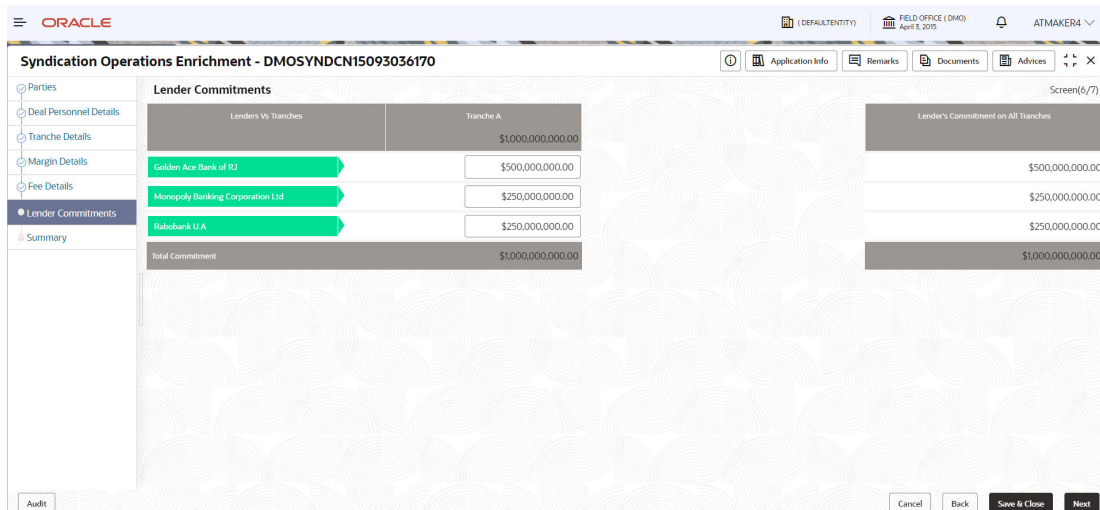 ORACLE
( DEFAULTENTITY)
FIELD OFFICE ( DMO)
April 3, 2015
ATMAKER4
Syndication Operations Enrichment - DMOSYNDCN15093036170
Application Info
Remarks
Documents
Advices
Parties
Deal Personnel Details
Tranche Details
Margin Details
Fee Details
Lender Commitments
Summary
Lender Commitments
Screen(6/7)
Lenders Vs Tranches
Tranche A
Lender's Commitment on All Tranches
$1,000,000,000.00
Golden Ace Bank of RJ
$500,000,000.00
$500,000,000.00
Monopoly Banking Corporation Ltd
$250,000,000.00
$250,000,000.00
Rabobank U.A
$250,000,000.00
$250,000,000.00
Total Commitment
$1,000,000,000.00
$1,000,000,000.00
Audit
Cancel
Back
Save & Close
Next